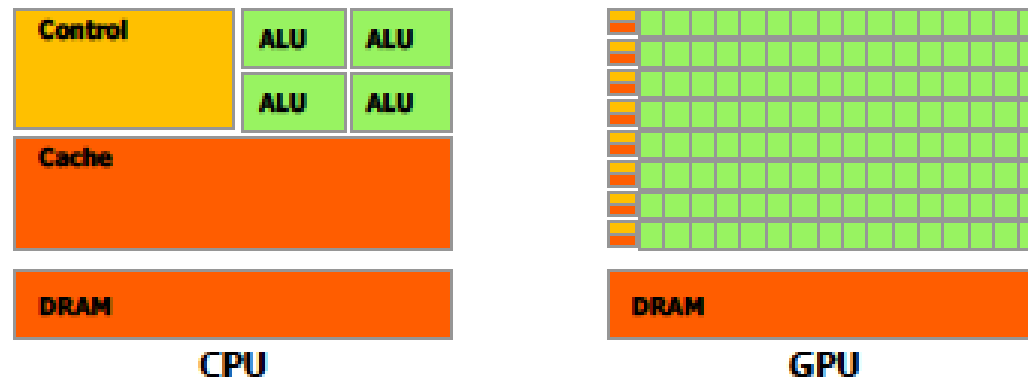 Control
ALU ALU
ALU ALU
Cache
DRAM
CPU
DRAM
GPU